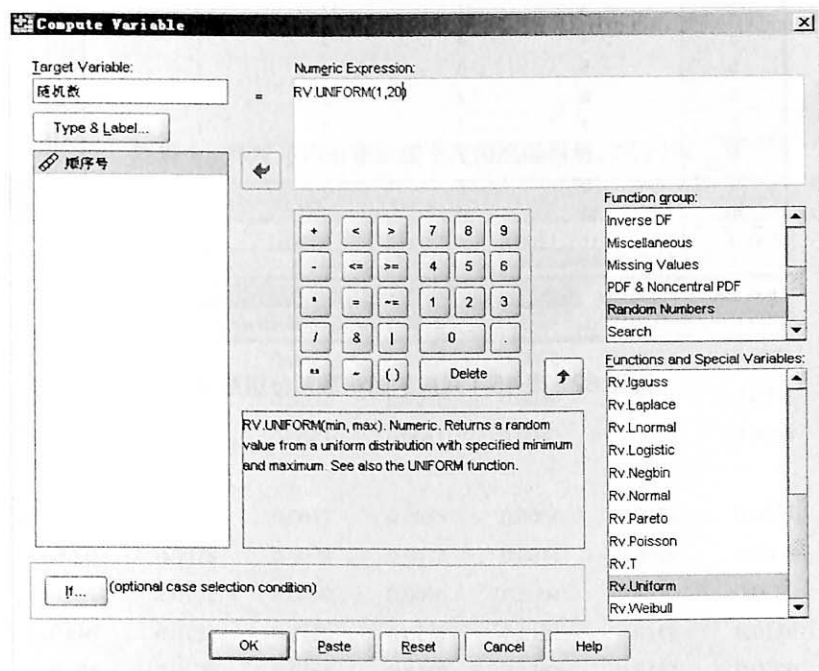 Compute Variable
Target Variable:
随机数
Type & Label...
顺序号
=
Numeric Expression:
RV.UNIFORM(1,20)
+ < > 7 8 9
- <= >= 4 5 6
* = ~= 1 2 3
/ & | 0
** ~ ( ) Delete
Function group:
Inverse DF
Miscellaneous
Missing Values
PDF & Noncentral PDF
Random Numbers
Search
Functions and Special Variables:
Rv.Igauss
Rv.Laplace
Rv.Lnormal
Rv.Logistic
Rv.Negbin
Rv.Normal
Rv.Pareto
Rv.Poisson
Rv.T
Rv.Uniform
Rv.Weibull
RV.UNIFORM(min, max). Numeric. Returns a random
value from a uniform distribution with specified minimum
and maximum. See also the UNIFORM function.
If... (optional case selection condition)
OK Paste Reset Cancel Help